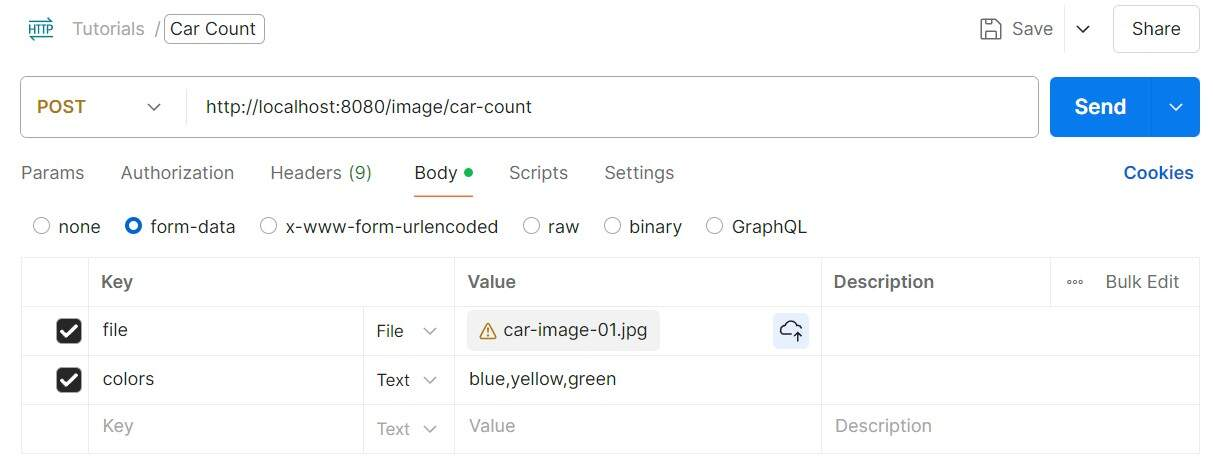 HTTP Tutorials / Car Count Save Share
POST http://localhost:8080/image/car-count Send
Params Authorization Headers (9) Body Scripts Settings Cookies
none form-data x-www-form-urlencoded raw binary GraphQL
Key Value Description Bulk Edit
file File car-image-01.jpg
colors Text blue,yellow,green
Key Text Value Description